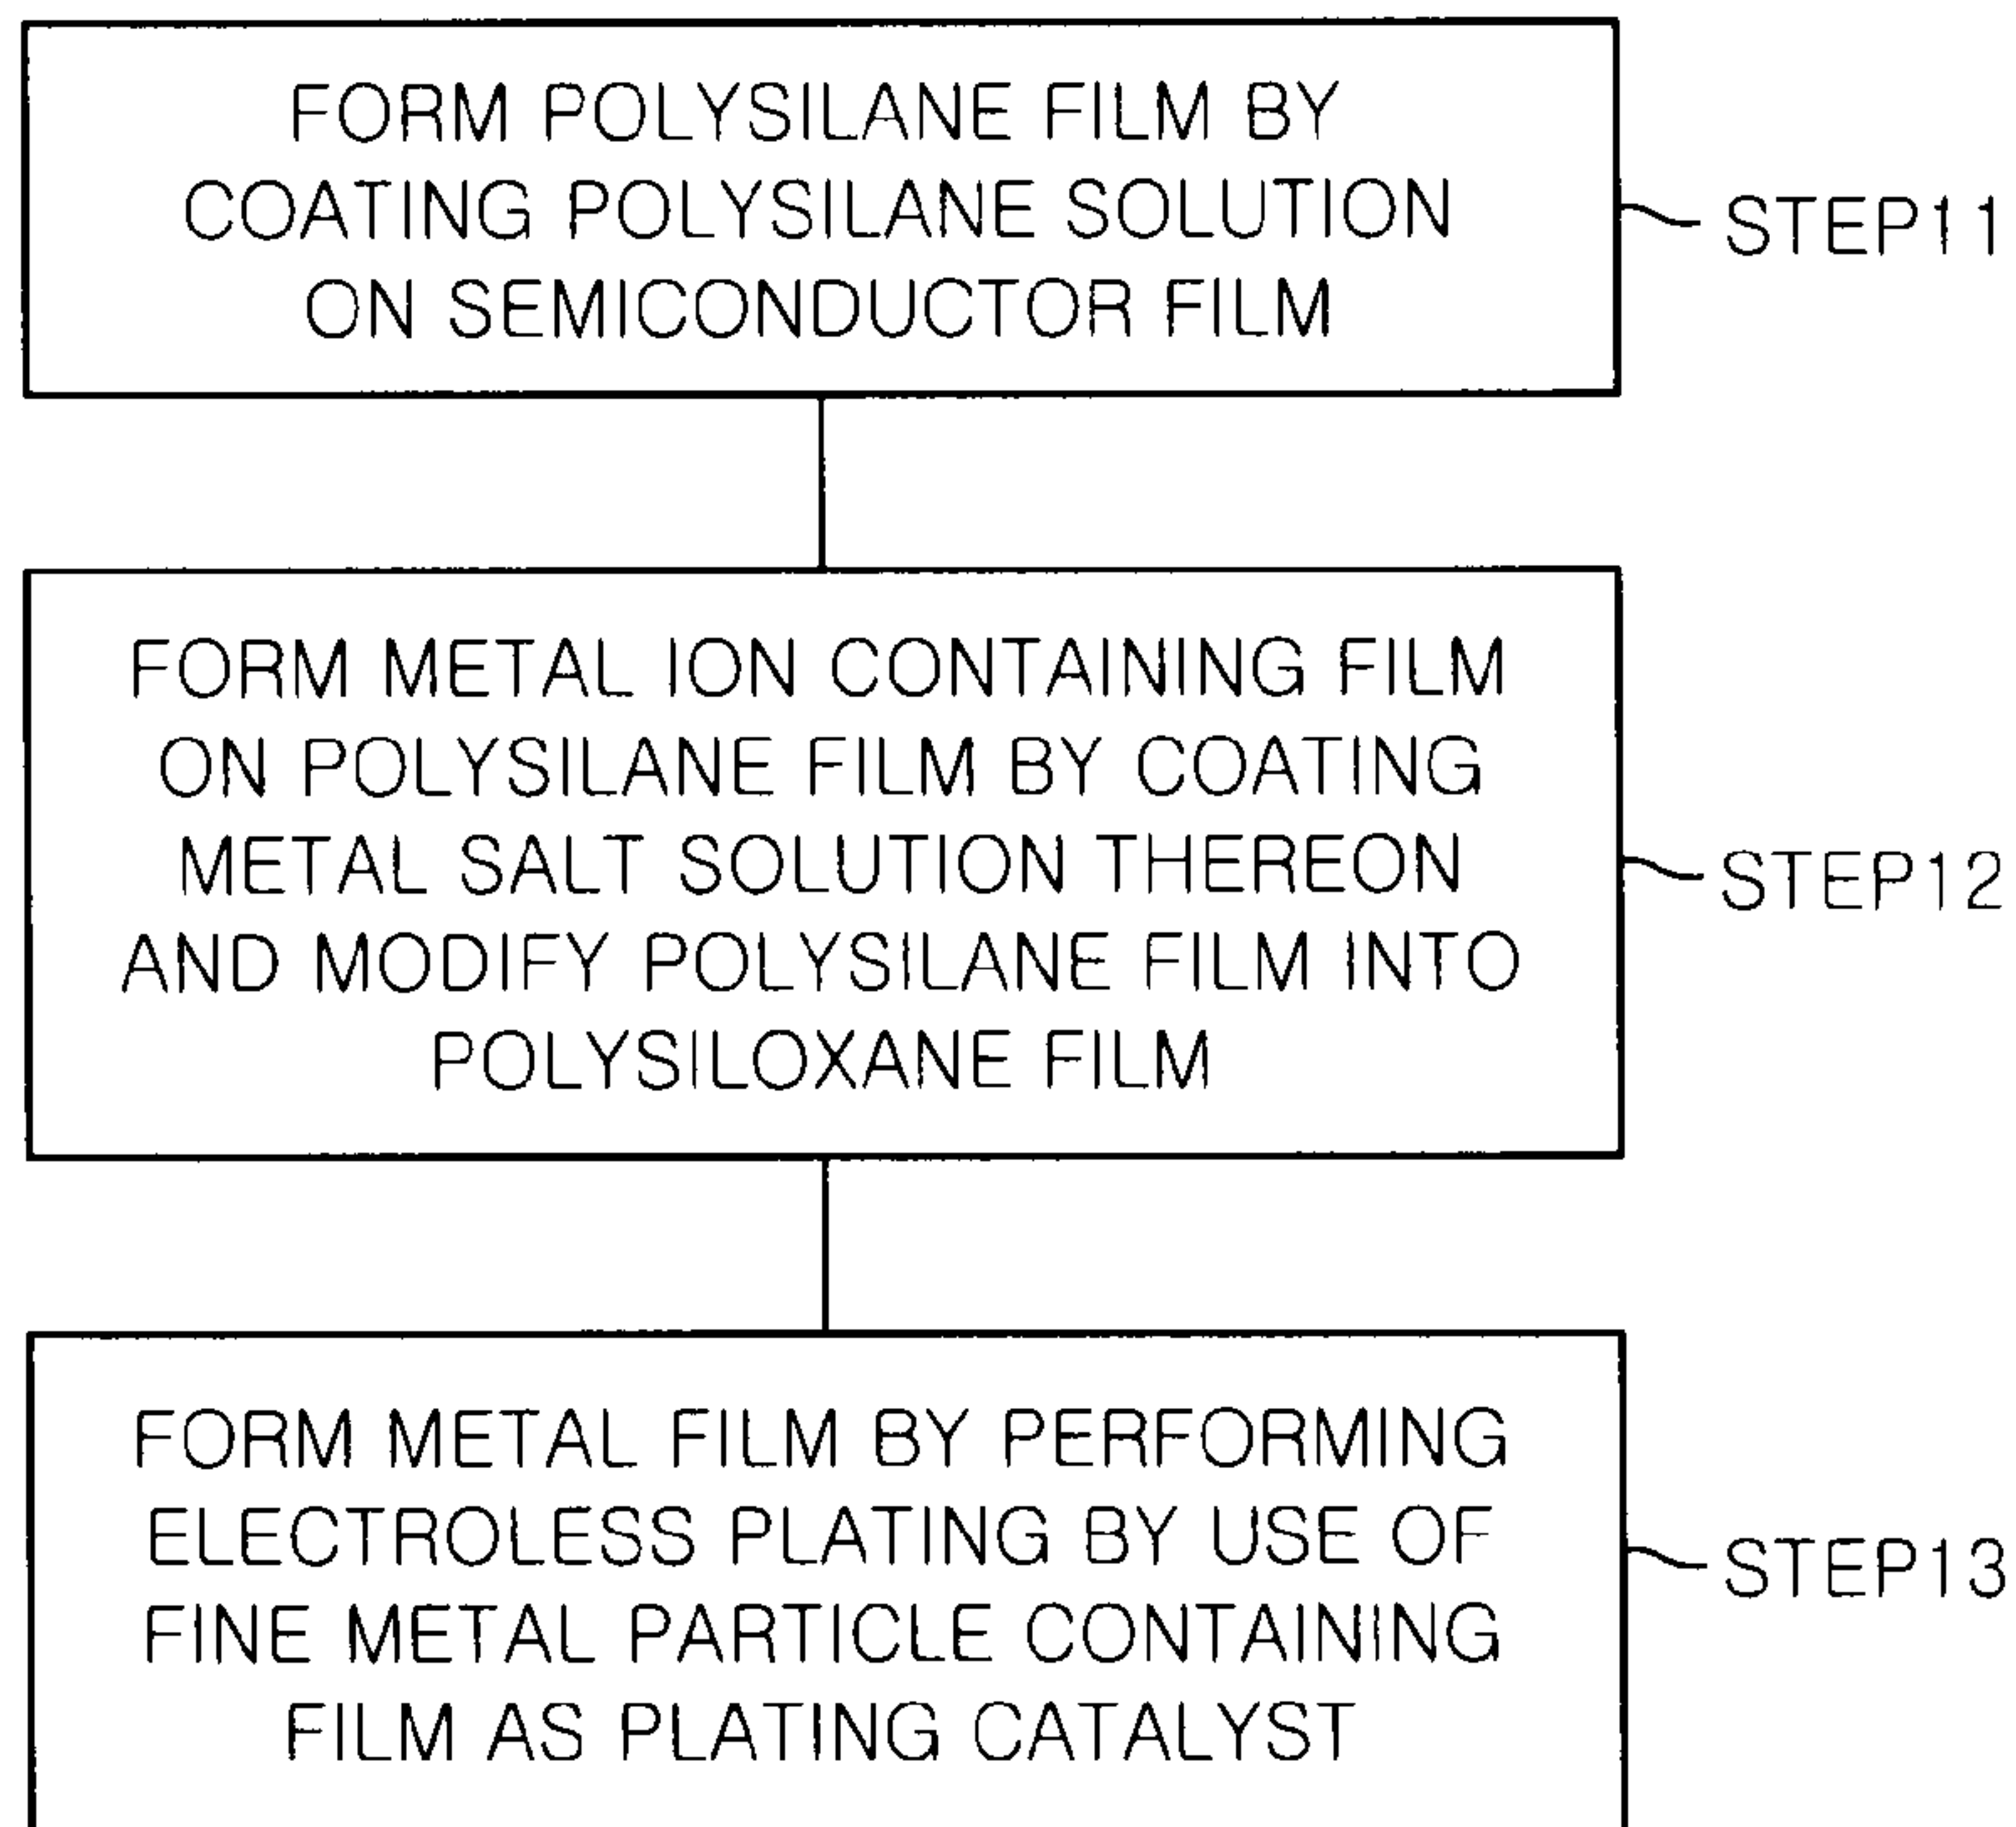 FORM POLYSILANE FILM BY
COATING POLYSILANE SOLUTION
ON SEMICONDUCTOR FILM
STEP11
FORM METAL ION CONTAINING FILM
ON POLYSILANE FILM BY COATING
METAL SALT SOLUTION THEREON
AND MODIFY POLYSILANE FILM INTO
POLYSILOXANE FILM
STEP12
FORM METAL FILM BY PERFORMING
ELECTROLESS PLATING BY USE OF
FINE METAL PARTICLE CONTAINING
FILM AS PLATING CATALYST
STEP13